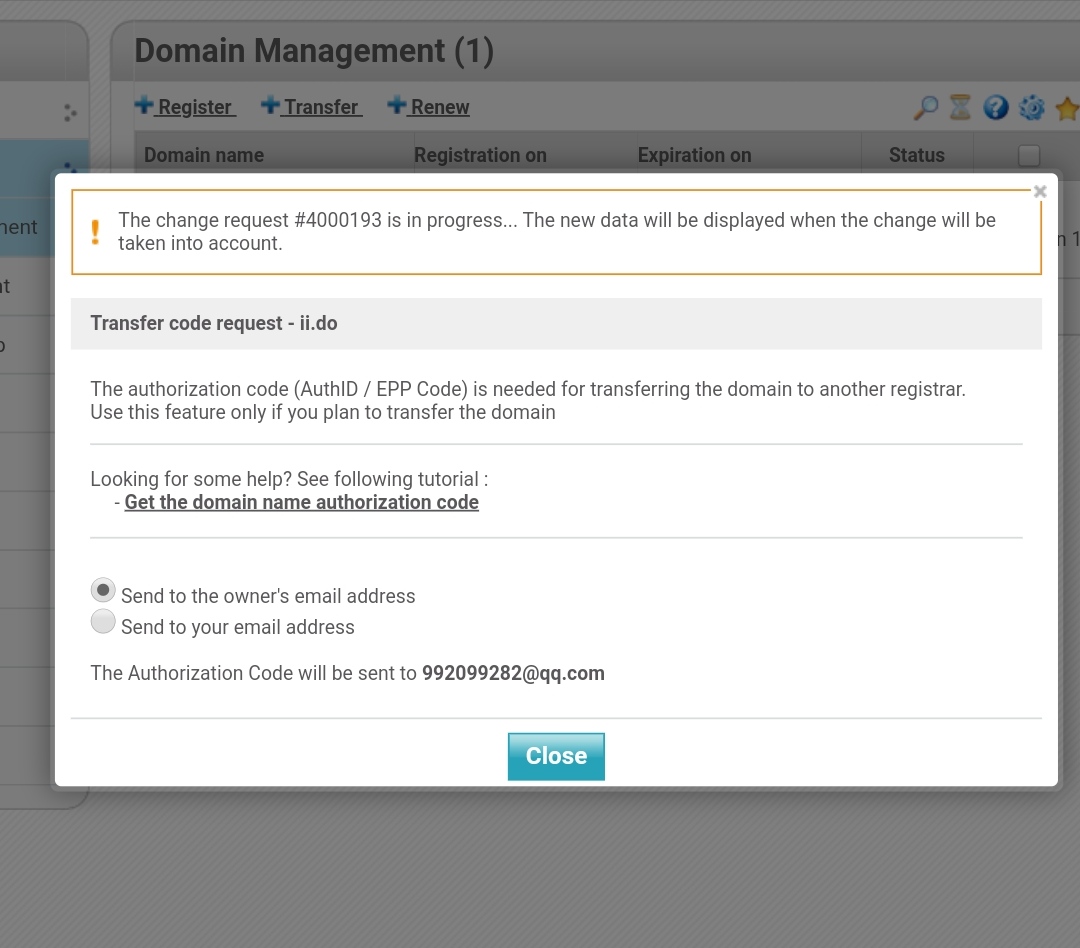 Domain Management (1)
Register Transfer Renew
Domain name Registration on Expiration on Status
The change request #4000193 is in progress... The new data will be displayed when the change will be
taken into account.
Transfer code request - ii.do
The authorization code (AuthID / EPP Code) is needed for transferring the domain to another registrar.
Use this feature only if you plan to transfer the domain
Looking for some help? See following tutorial :
- Get the domain name authorization code
Send to the owner's email address
Send to your email address
The Authorization Code will be sent to 992099282@qq.com
Close